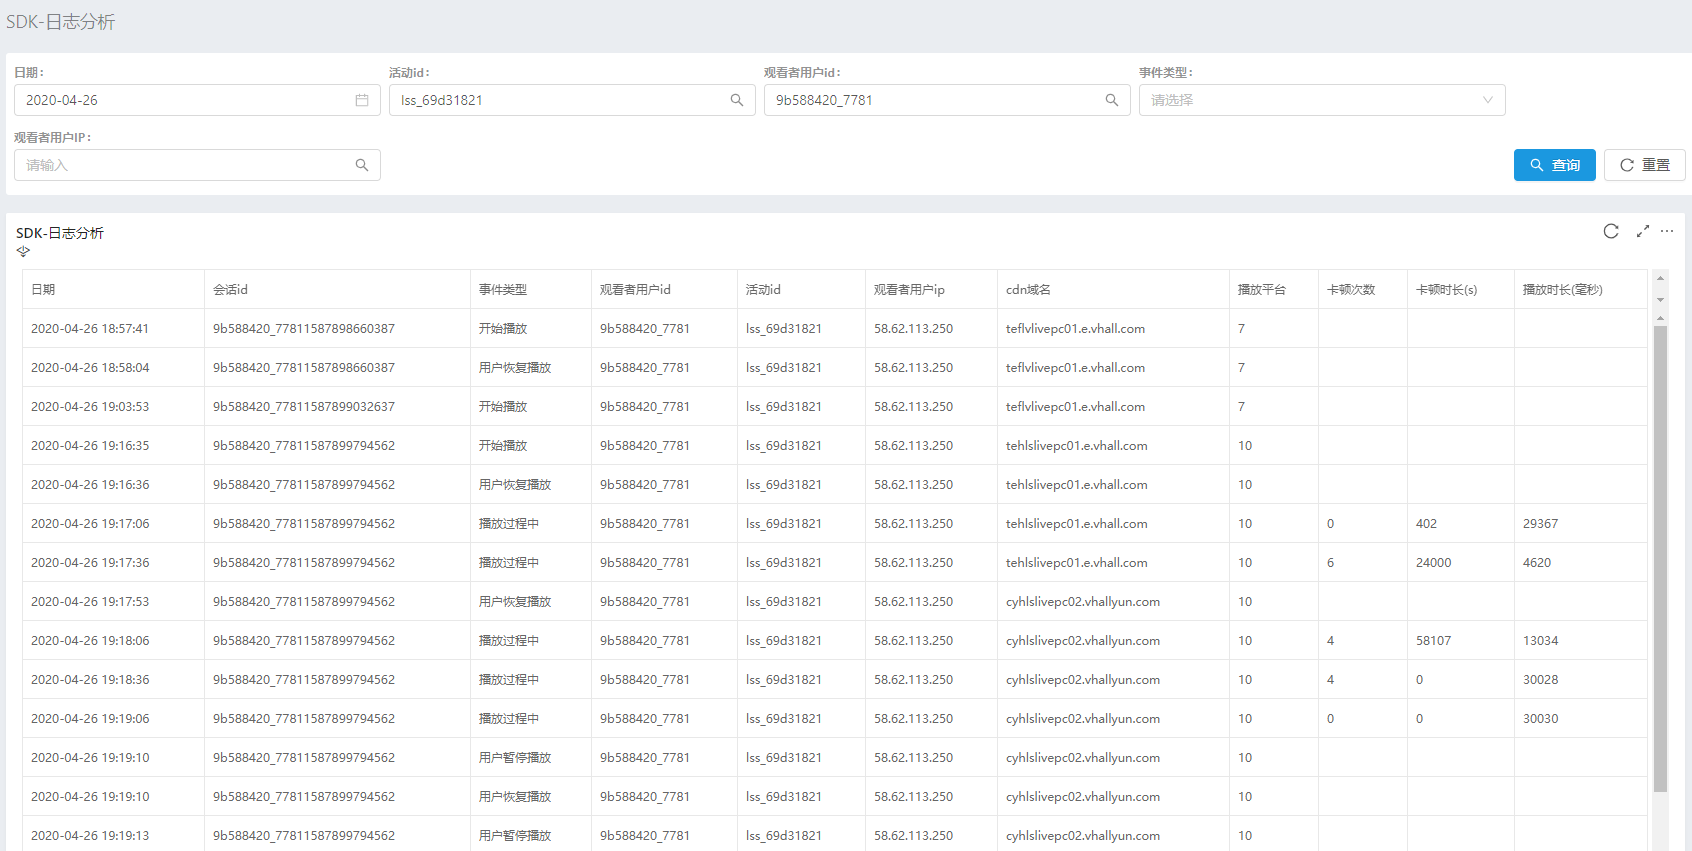 SDK-日志分析
日期： 活动id： 观看者用户id： 事件类型：
2020-04-26 lss_69d31821 9b588420_7781 请选择
观看者用户IP：
请输入 查询 重置
SDK-日志分析
日期 会话id 事件类型 观看者用户id 活动id 观看者用户ip cdn域名 播放平台 卡顿次数 卡顿时长(s) 播放时长(毫秒)
2020-04-26 18:57:41 9b588420_77811587898660387 开始播放 9b588420_7781 lss_69d31821 58.62.113.250 teflvlivepc01.e.vhall.com 7
2020-04-26 18:58:04 9b588420_77811587898660387 用户恢复播放 9b588420_7781 lss_69d31821 58.62.113.250 teflvlivepc01.e.vhall.com 7
2020-04-26 19:03:53 9b588420_77811587899032637 开始播放 9b588420_7781 lss_69d31821 58.62.113.250 teflvlivepc01.e.vhall.com 7
2020-04-26 19:16:35 9b588420_77811587899794562 开始播放 9b588420_7781 lss_69d31821 58.62.113.250 tehlslivepc01.e.vhall.com 10
2020-04-26 19:16:36 9b588420_77811587899794562 用户恢复播放 9b588420_7781 lss_69d31821 58.62.113.250 tehlslivepc01.e.vhall.com 10
2020-04-26 19:17:06 9b588420_77811587899794562 播放过程中 9b588420_7781 lss_69d31821 58.62.113.250 tehlslivepc01.e.vhall.com 10 0 402 29367
2020-04-26 19:17:36 9b588420_77811587899794562 播放过程中 9b588420_7781 lss_69d31821 58.62.113.250 tehlslivepc01.e.vhall.com 10 6 24000 4620
2020-04-26 19:17:53 9b588420_77811587899794562 用户恢复播放 9b588420_7781 lss_69d31821 58.62.113.250 cyhlslivepc02.vhallyun.com 10
2020-04-26 19:18:06 9b588420_77811587899794562 播放过程中 9b588420_7781 lss_69d31821 58.62.113.250 cyhlslivepc02.vhallyun.com 10 4 58107 13034
2020-04-26 19:18:36 9b588420_77811587899794562 播放过程中 9b588420_7781 lss_69d31821 58.62.113.250 cyhlslivepc02.vhallyun.com 10 4 0 30028
2020-04-26 19:19:06 9b588420_77811587899794562 播放过程中 9b588420_7781 lss_69d31821 58.62.113.250 cyhlslivepc02.vhallyun.com 10 0 0 30030
2020-04-26 19:19:10 9b588420_77811587899794562 用户暂停播放 9b588420_7781 lss_69d31821 58.62.113.250 cyhlslivepc02.vhallyun.com 10
2020-04-26 19:19:10 9b588420_77811587899794562 用户恢复播放 9b588420_7781 lss_69d31821 58.62.113.250 cyhlslivepc02.vhallyun.com 10
2020-04-26 19:19:13 9b588420_77811587899794562 用户暂停播放 9b588420_7781 lss_69d31821 58.62.113.250 cyhlslivepc02.vhallyun.com 10